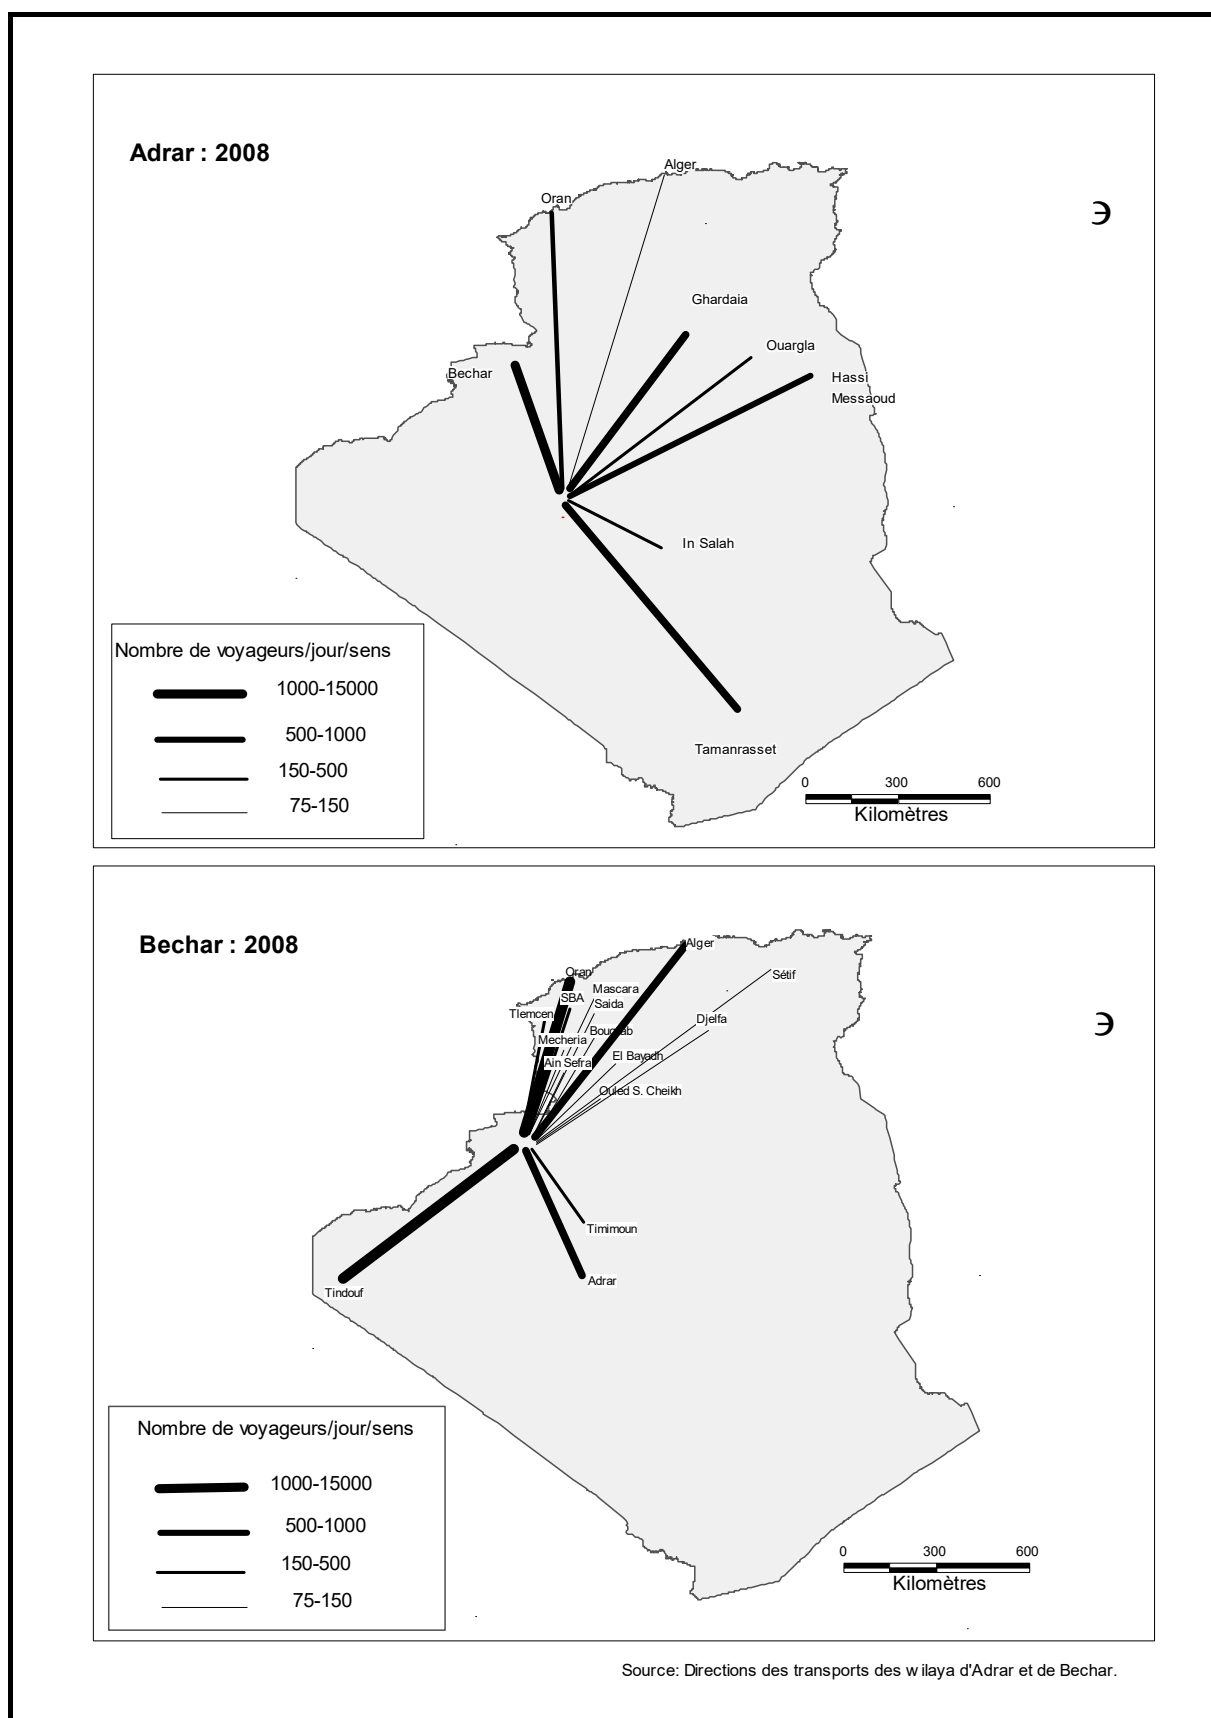 Adrar : 2008
Alger
Oran
Э
Ghardaia
Ouargla
Bechar
Hassi
Messaoud
In Salah
Nombre de voyageurs/jour/sens
1000-15000
500-1000
150-500
75-150
Tamanrasset
0 300 600
Kilomètres
Bechar : 2008
Alger
Oran
Sétif
Mascara
SBA
Saida
Tlemcen
Djelfa
Э
Mecheria
El Bayadh
Ain Sefra
Ouled S. Cheikh
Timimoun
Adrar
Tindouf
Nombre de voyageurs/jour/sens
1000-15000
500-1000
150-500
75-150
0 300 600
Kilomètres
Source: Directions des transports des wilaya d'Adrar et de Bechar.